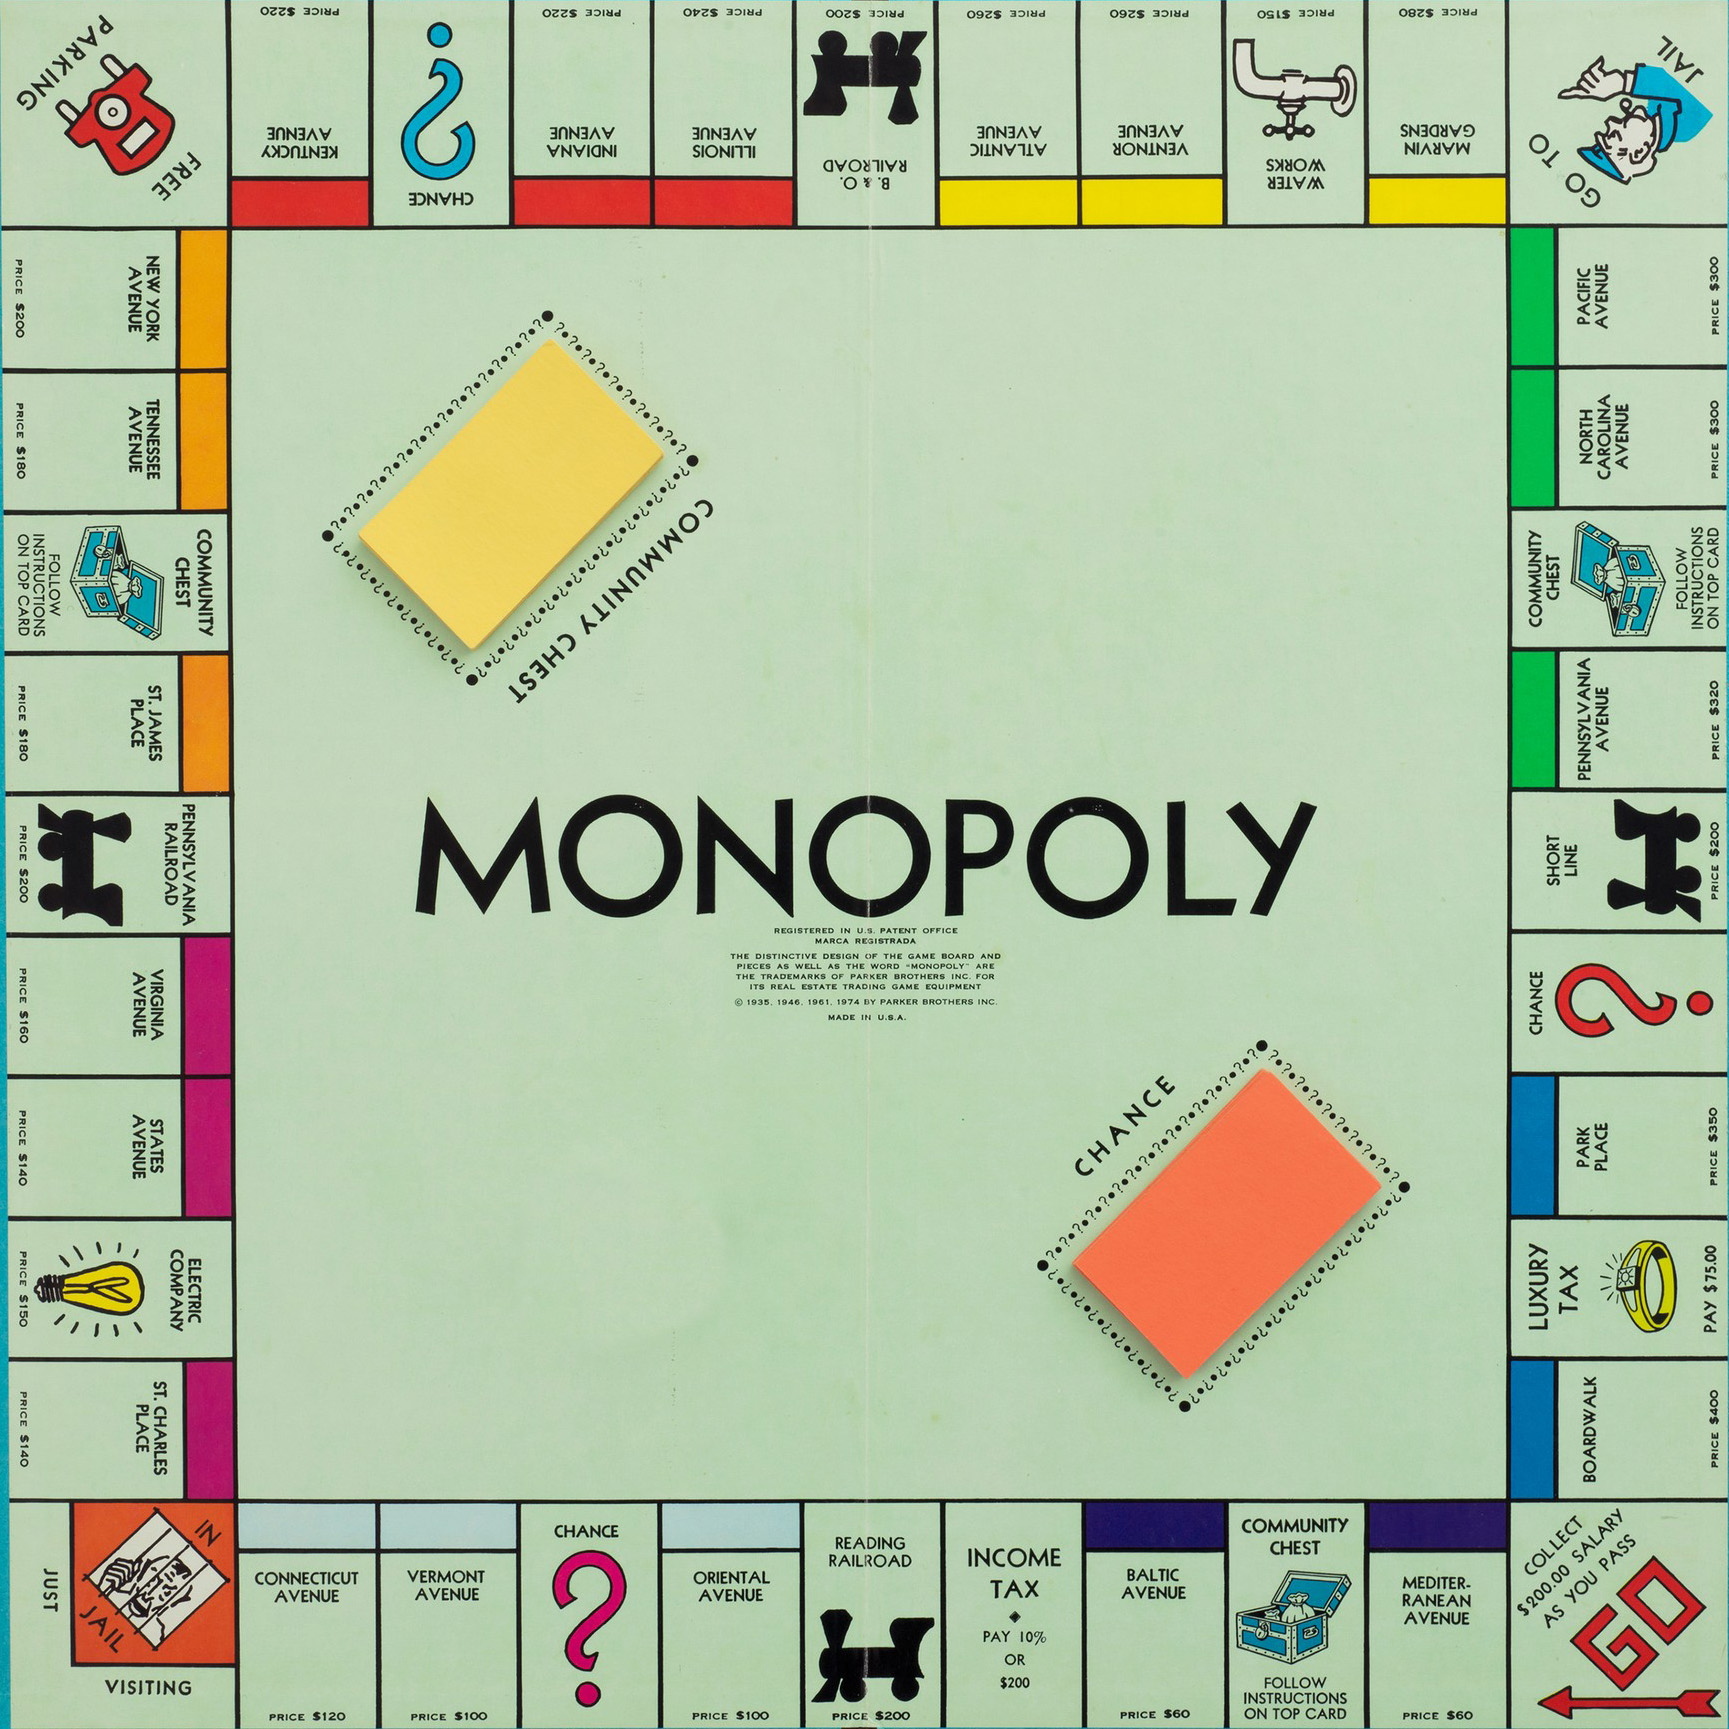 PRICE $220
KENTUCKY
AVENUE
CHANCE
PRICE $220
INDIANA
AVENUE
PRICE $240
ILLINOIS
AVENUE
PRICE $200
B. & O.
RAILROAD
PRICE $260
ATLANTIC
AVENUE
PRICE $260
VENTNOR
AVENUE
PRICE $150
WATER
WORKS
PRICE $280
MARVIN
GARDENS
GO TO
JAIL
FREE
PARKING
NEW YORK
AVENUE
PRICE $200
TENNESSEE
AVENUE
PRICE $180
COMMUNITY
CHEST
FOLLOW
INSTRUCTIONS
ON TOP CARD
ST. JAMES
PLACE
PRICE $180
PENNSYLVANIA
RAILROAD
PRICE $200
VIRGINIA
AVENUE
PRICE $160
STATES
AVENUE
PRICE $140
ELECTRIC
COMPANY
PRICE $150
ST. CHARLES
PLACE
PRICE $140
COMMUNITY CHEST
MONOPOLY
REGISTERED IN U.S. PATENT OFFICE
MARCA REGISTRADA
THE DISTINCTIVE DESIGN OF THE GAME BOARD AND
PIECES AS WELL AS THE WORD "MONOPOLY" ARE
THE TRADEMARKS OF PARKER BROTHERS INC. FOR
ITS REAL ESTATE TRADING GAME EQUIPMENT
© 1935, 1946, 1961, 1974 BY PARKER BROTHERS INC.
MADE IN U.S.A.
CHANCE
PACIFIC
AVENUE
PRICE $300
NORTH
CAROLINA
AVENUE
PRICE $300
COMMUNITY
CHEST
FOLLOW
INSTRUCTIONS
ON TOP CARD
PENNSYLVANIA
AVENUE
PRICE $320
SHORT
LINE
PRICE $200
CHANCE
PARK
PLACE
PRICE $350
LUXURY
TAX
PAY $75.00
BOARDWALK
PRICE $400
IN
JAIL
JUST
VISITING
CONNECTICUT
AVENUE
PRICE $120
VERMONT
AVENUE
PRICE $100
CHANCE
ORIENTAL
AVENUE
PRICE $100
READING
RAILROAD
PRICE $200
INCOME
TAX
PAY 10%
OR
$200
BALTIC
AVENUE
PRICE $60
COMMUNITY
CHEST
FOLLOW
INSTRUCTIONS
ON TOP CARD
MEDITER-
RANEAN
AVENUE
PRICE $60
COLLECT
$200.00 SALARY
AS YOU PASS
GO